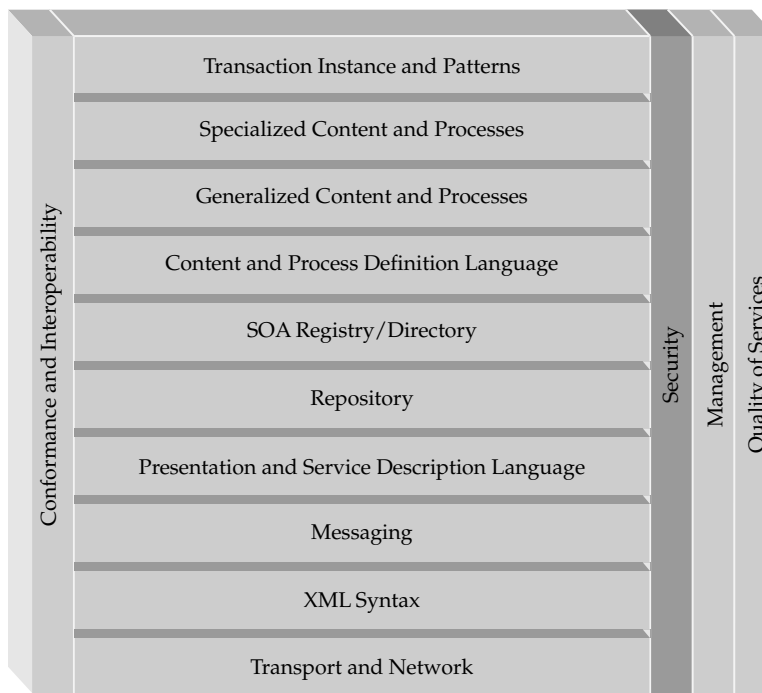 Transaction Instance and Patterns
Specialized Content and Processes
Generalized Content and Processes
Content and Process Definition Language
SOA Registry/Directory
Repository
Presentation and Service Description Language
Messaging
XML Syntax
Transport and Network
Conformance and Interoperability
Security
Management
Quality of Services